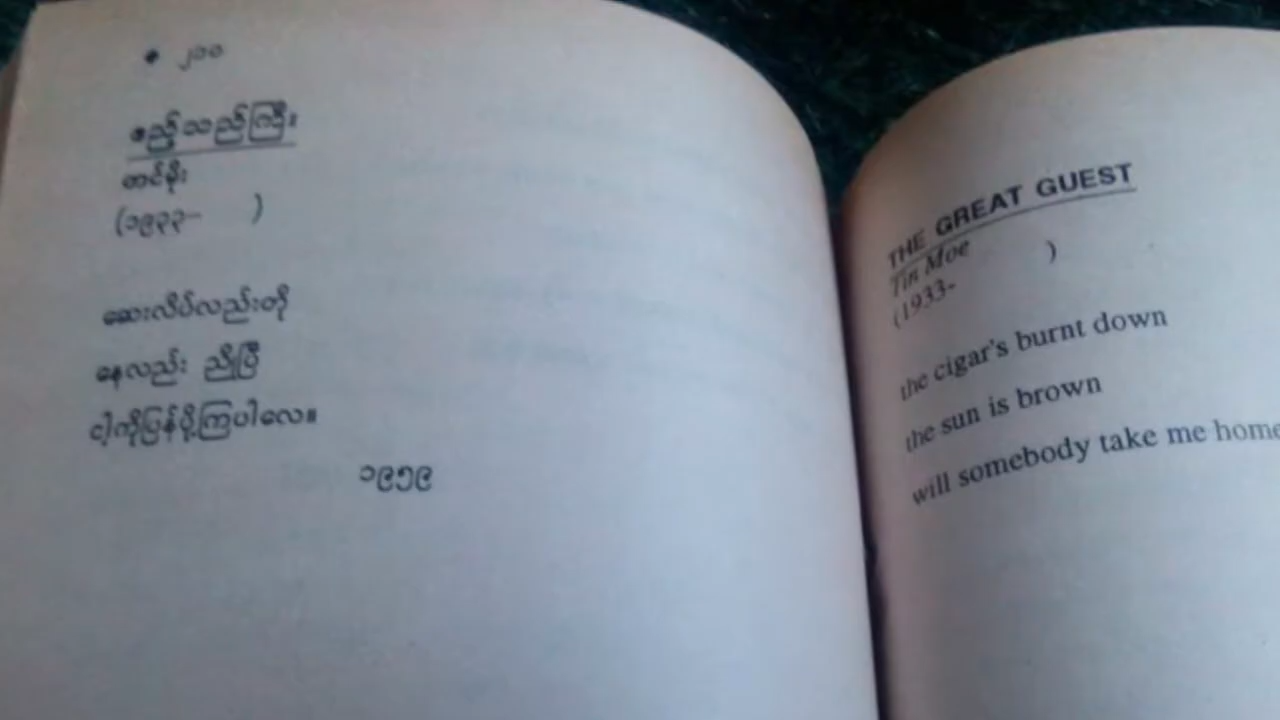 • ၂၁၀
ဧည့်သည်ကြီး
တင်မိုး
(၁၉၃၃- )
ဆေးလိပ်လည်းတို
နေလည်း ညိုပြီ
ငါ့ကိုပြန်ပို့ကြပါလေ။
၁၉၅၉
THE GREAT GUEST
Tin Moe
(1933- )
the cigar's burnt down
the sun is brown
will somebody take me home